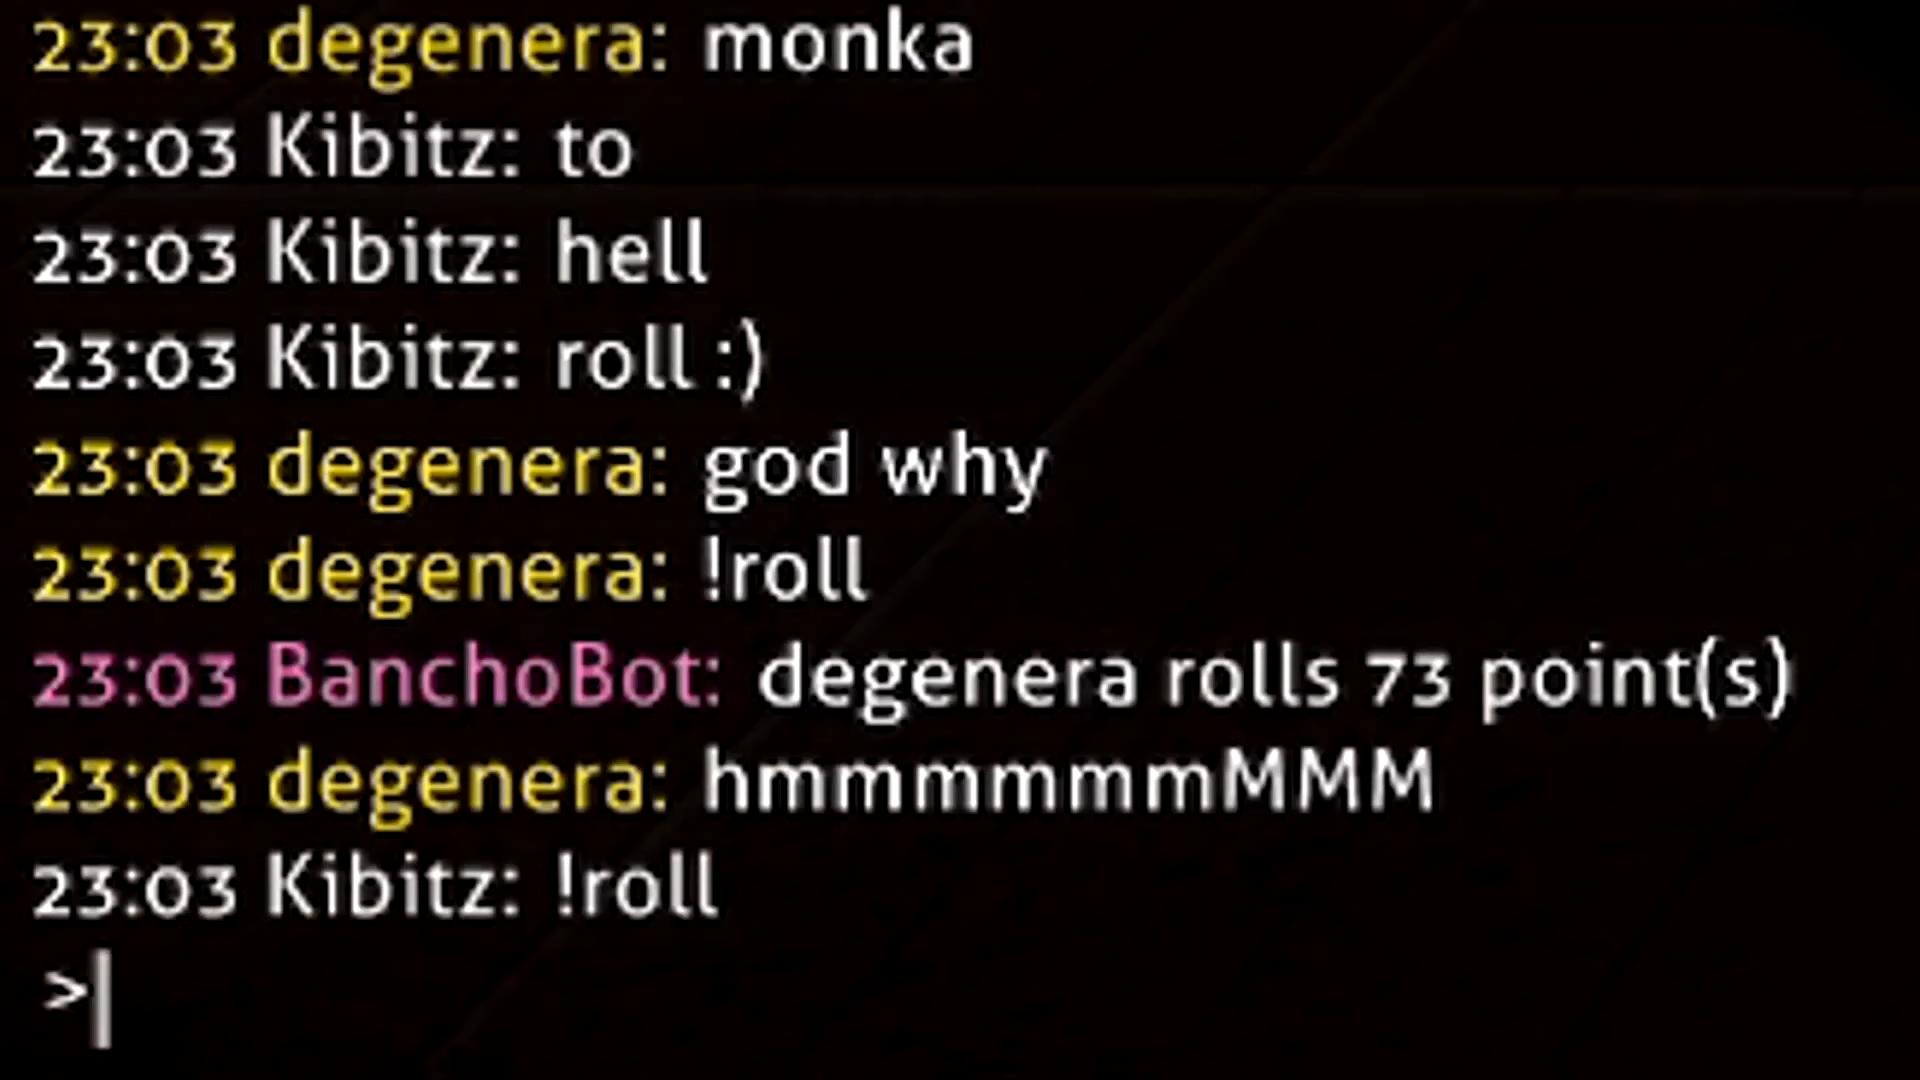 23:03 degenera: monka
23:03 Kibitz: to
23:03 Kibitz: hell
23:03 Kibitz: roll :)
23:03 degenera: god why
23:03 degenera: !roll
23:03 BanchoBot: degenera rolls 73 point(s)
23:03 degenera: hmmmmmmMMM
23:03 Kibitz: !roll
>|